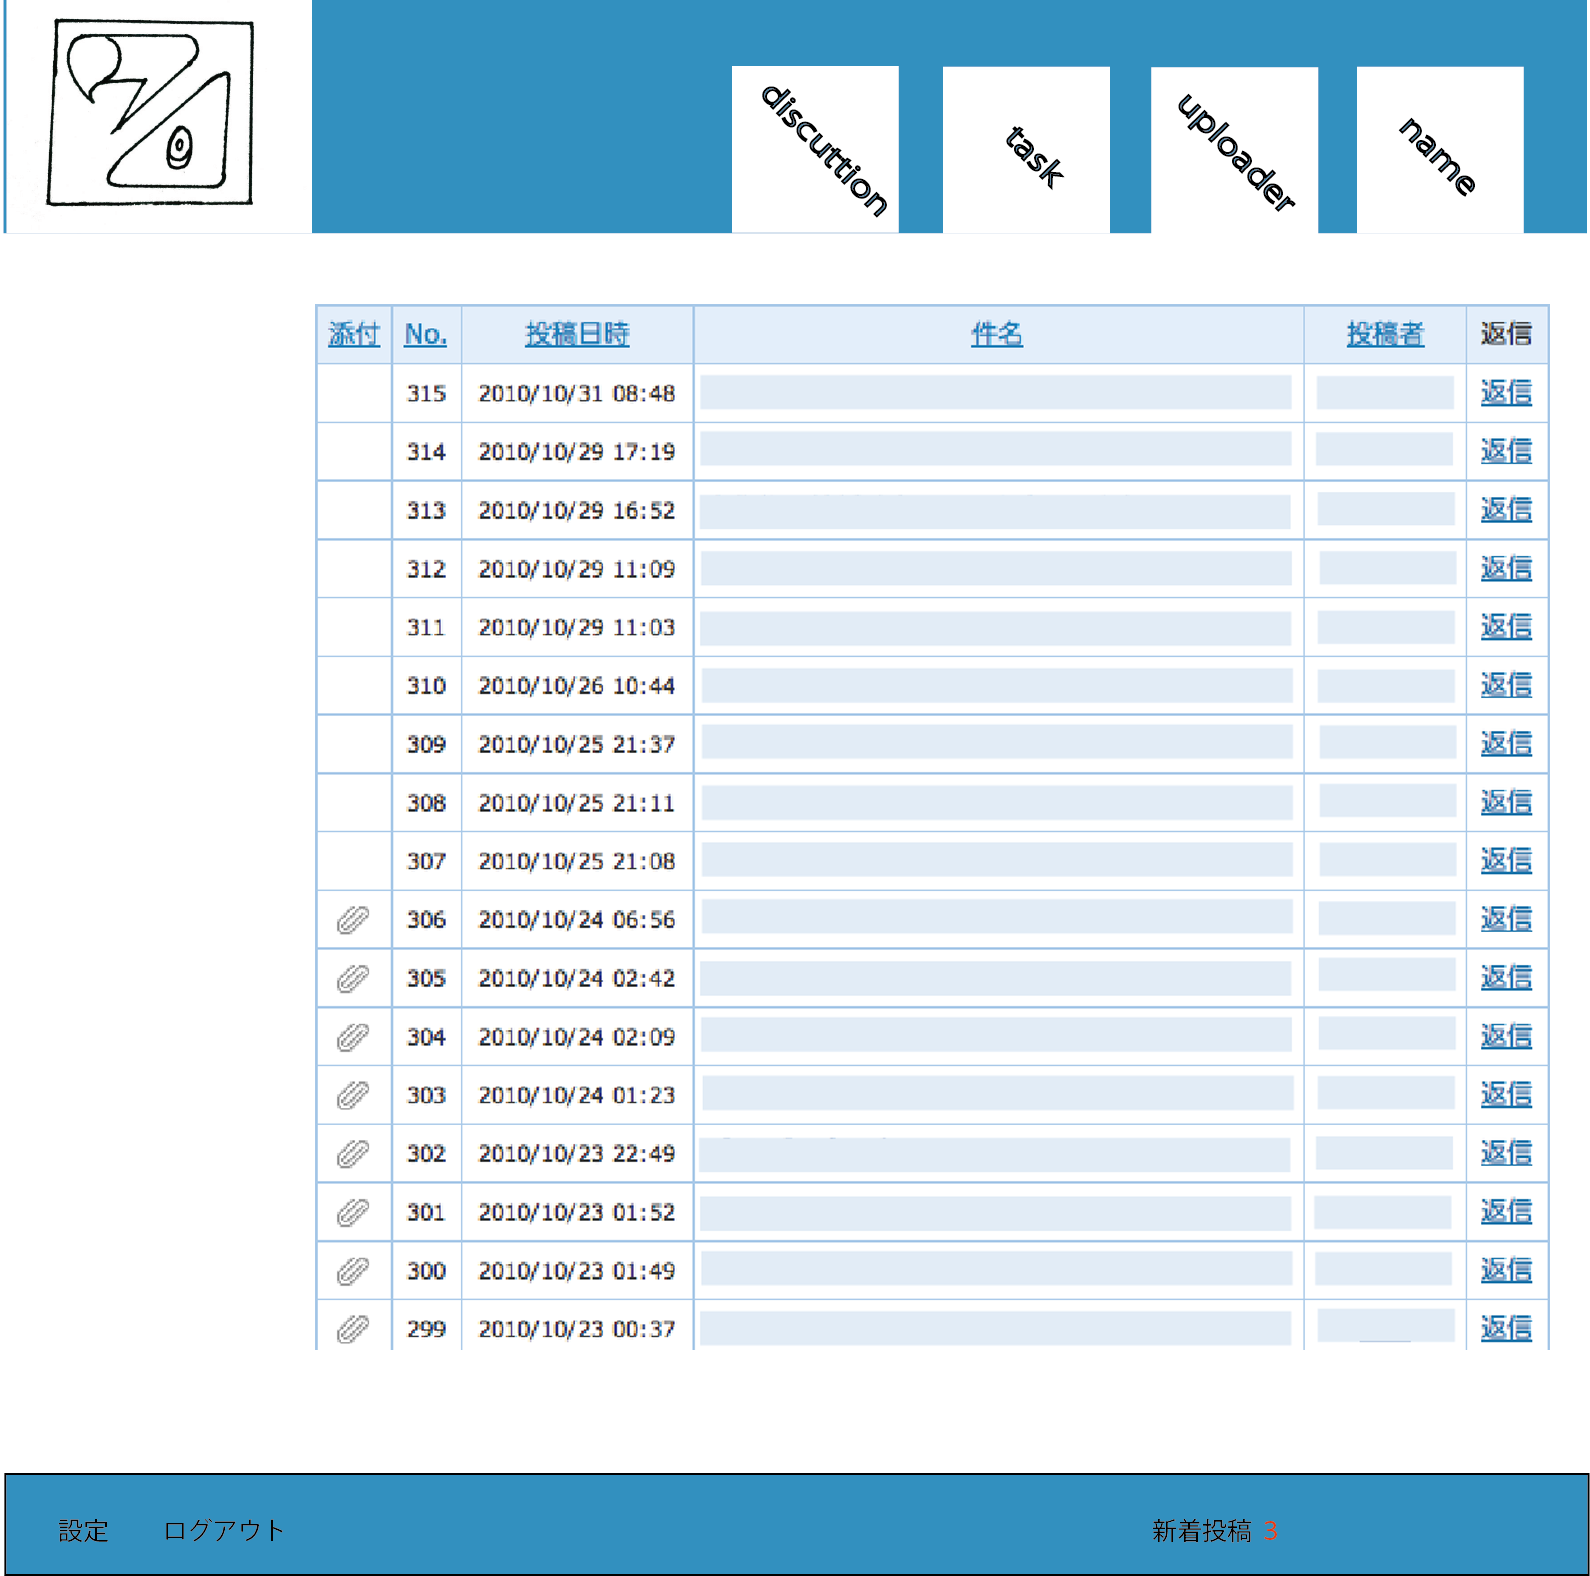 discuttion
task
uploader
name
添付 No. 投稿日時 件名 投稿者 返信
315 2010/10/31 08:48 返信
314 2010/10/29 17:19 返信
313 2010/10/29 16:52 返信
312 2010/10/29 11:09 返信
311 2010/10/29 11:03 返信
310 2010/10/26 10:44 返信
309 2010/10/25 21:37 返信
308 2010/10/25 21:11 返信
307 2010/10/25 21:08 返信
306 2010/10/24 06:56 返信
305 2010/10/24 02:42 返信
304 2010/10/24 02:09 返信
303 2010/10/24 01:23 返信
302 2010/10/23 22:49 返信
301 2010/10/23 01:52 返信
300 2010/10/23 01:49 返信
299 2010/10/23 00:37 返信
設定 ログアウト 新着投稿 3